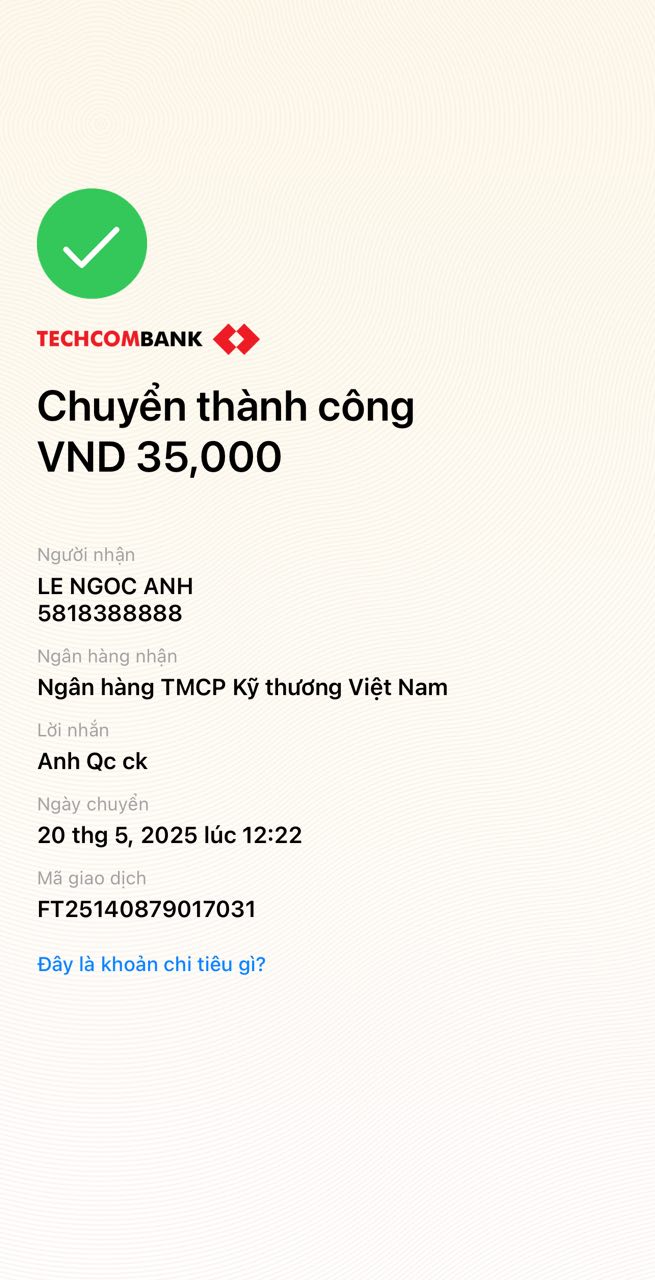 TECHCOMBANK
Chuyển thành công
VND 35,000
Người nhận
LE NGOC ANH
5818388888
Ngân hàng nhận
Ngân hàng TMCP Kỹ thương Việt Nam
Lời nhắn
Anh Qc ck
Ngày chuyển
20 thg 5, 2025 lúc 12:22
Mã giao dịch
FT25140879017031
Đây là khoản chi tiêu gì?